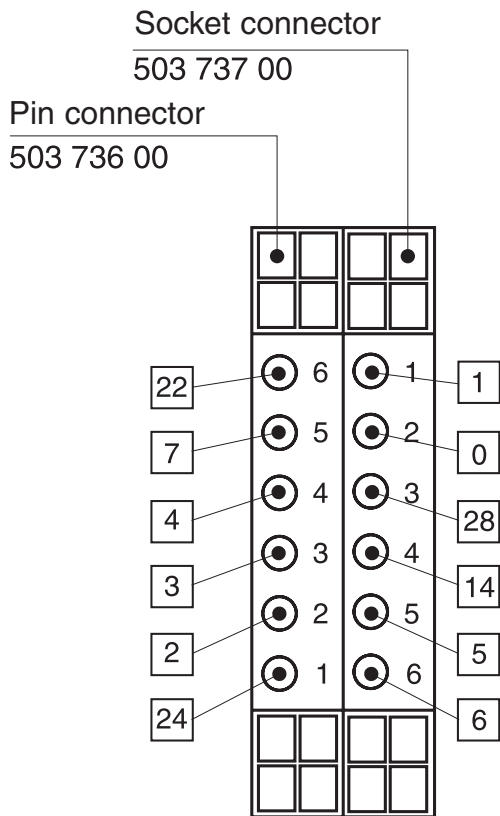 Socket connector
503 737 00
Pin connector
503 736 00
22 6 1 1
7 5 2 0
4 4 3 28
3 3 4 14
2 2 5 5
24 1 6 6